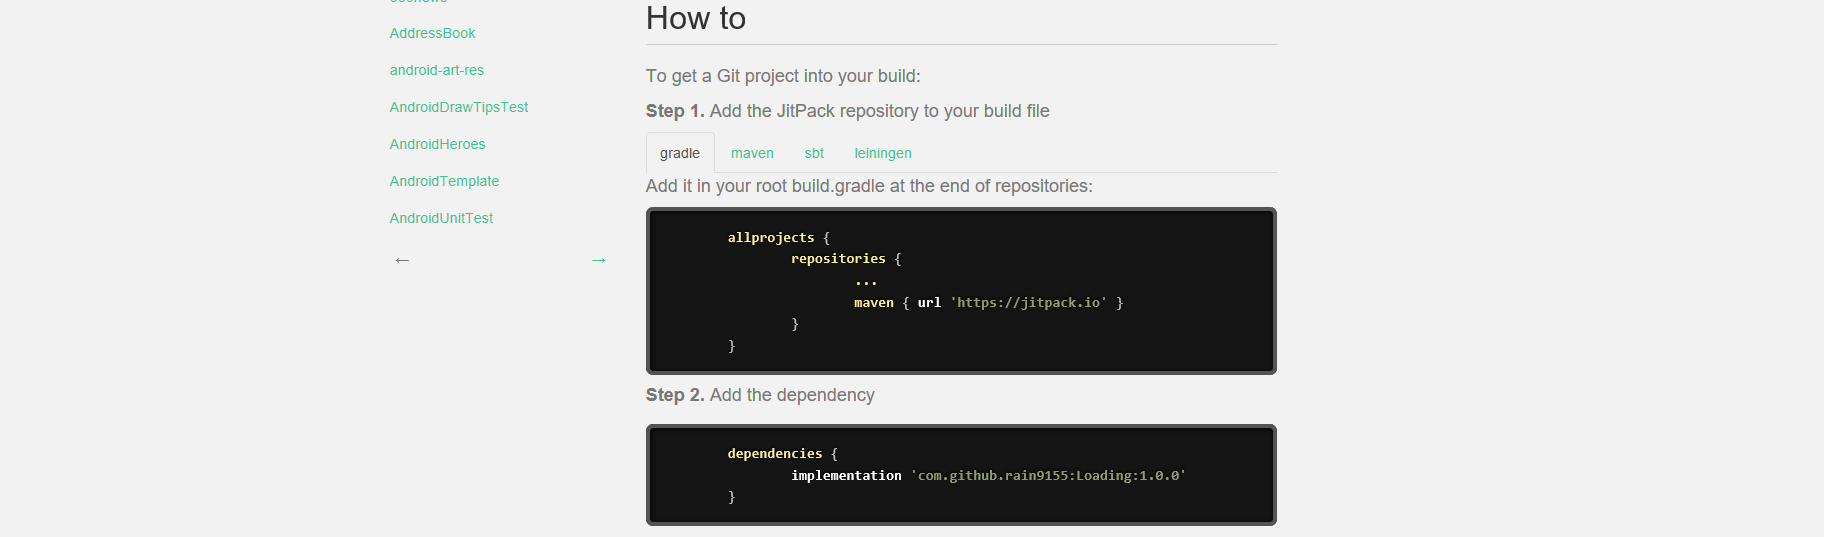 AddressBook
android-art-res
AndroidDrawTipsTest
AndroidHeroes
AndroidTemplate
AndroidUnitTest
← →
How to
To get a Git project into your build:
Step 1. Add the JitPack repository to your build file
gradle maven sbt leiningen
Add it in your root build.gradle at the end of repositories:
allprojects {
repositories {
...
maven { url 'https://jitpack.io' }
}
}
Step 2. Add the dependency
dependencies {
implementation 'com.github.rain9155:Loading:1.0.0'
}